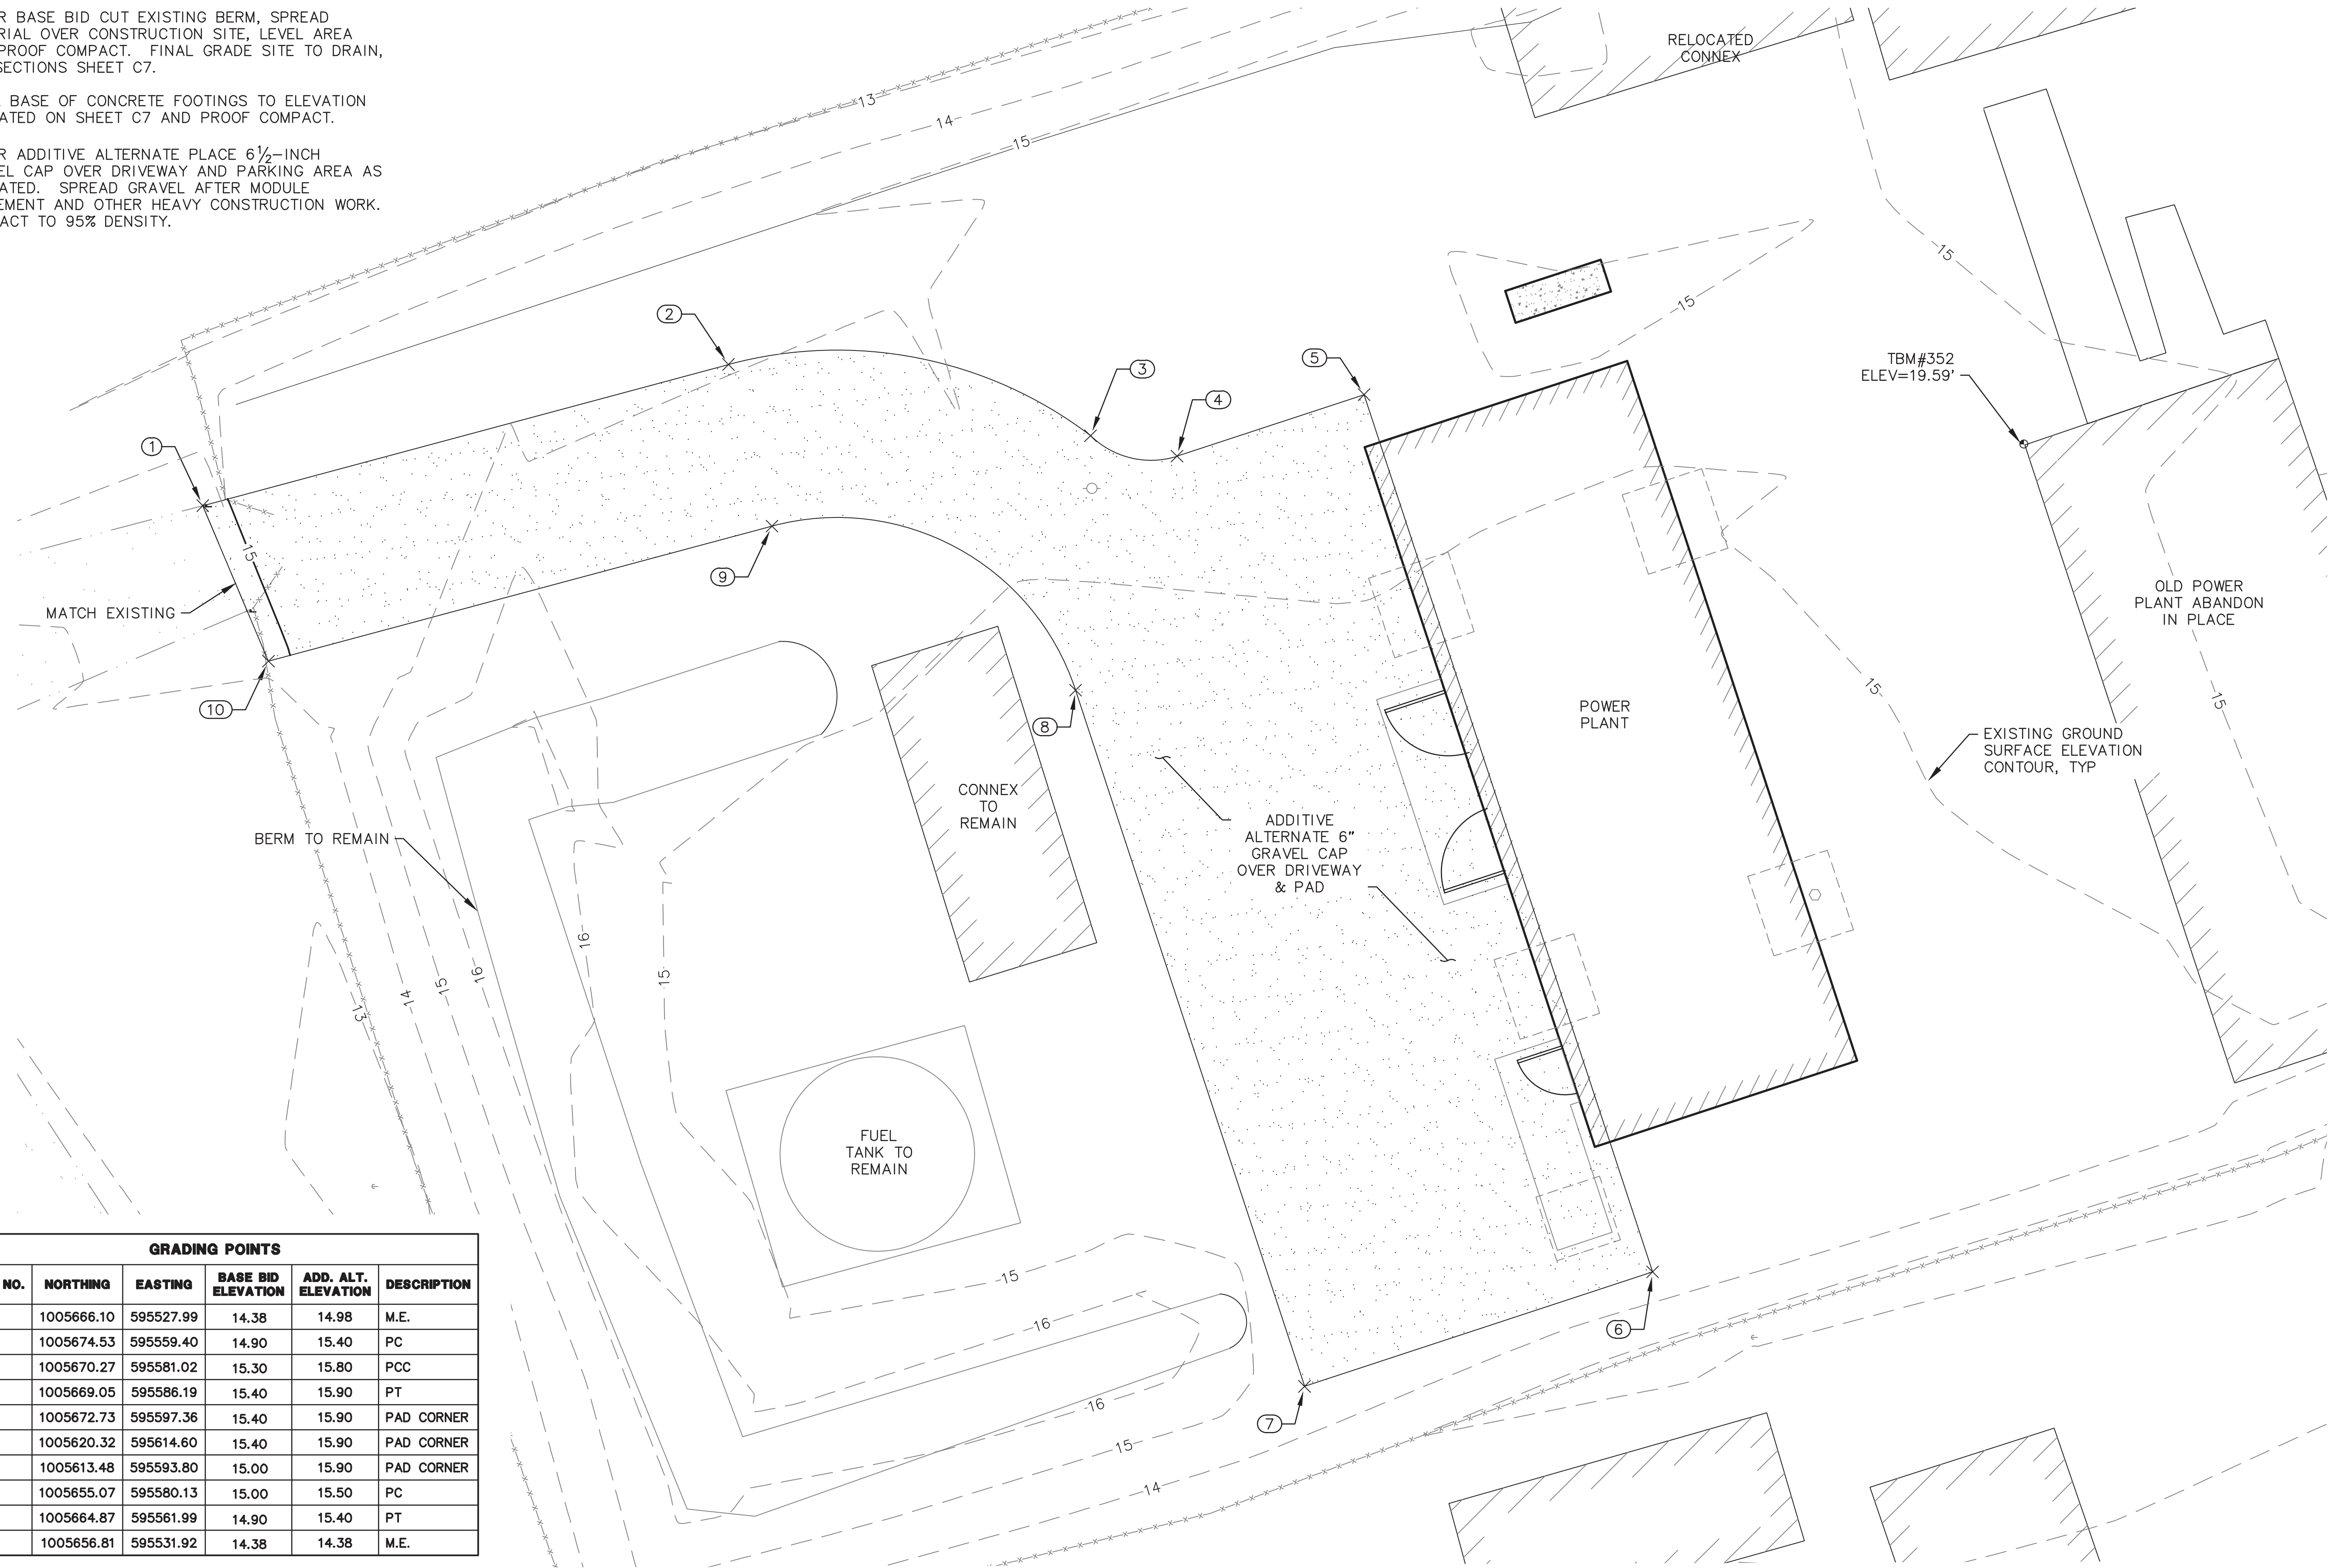 R BASE BID CUT EXISTING BERM, SPREAD
RIAL OVER CONSTRUCTION SITE, LEVEL AREA
PROOF COMPACT. FINAL GRADE SITE TO DRAIN,
SECTIONS SHEET C7.
BASE OF CONCRETE FOOTINGS TO ELEVATION
ATED ON SHEET C7 AND PROOF COMPACT.
R ADDITIVE ALTERNATE PLACE 6½-INCH
EL CAP OVER DRIVEWAY AND PARKING AREA AS
ATED. SPREAD GRAVEL AFTER MODULE
EMENT AND OTHER HEAVY CONSTRUCTION WORK.
ACT TO 95% DENSITY.
RELOCATED
CONNEX
13
14
15
15
15
2
3
4
5
TBM#352
ELEV=19.59'
1
15
MATCH EXISTING
9
10
8
POWER
PLANT
15
OLD POWER
PLANT ABANDON
IN PLACE
15
EXISTING GROUND
SURFACE ELEVATION
CONTOUR, TYP
CONNEX
TO
REMAIN
ADDITIVE
ALTERNATE 6"
GRAVEL CAP
OVER DRIVEWAY
& PAD
BERM TO REMAIN
16
15
16
15
14
13
FUEL
TANK TO
REMAIN
15
16
16
15
14
6
7
GRADING POINTS
NO. NORTHING EASTING BASE BID ELEVATION ADD. ALT. ELEVATION DESCRIPTION
1005666.10 595527.99 14.38 14.98 M.E.
1005674.53 595559.40 14.90 15.40 PC
1005670.27 595581.02 15.30 15.80 PCC
1005669.05 595586.19 15.40 15.90 PT
1005672.73 595597.36 15.40 15.90 PAD CORNER
1005620.32 595614.60 15.40 15.90 PAD CORNER
1005613.48 595593.80 15.00 15.90 PAD CORNER
1005655.07 595580.13 15.00 15.50 PC
1005664.87 595561.99 14.90 15.40 PT
1005656.81 595531.92 14.38 14.38 M.E.